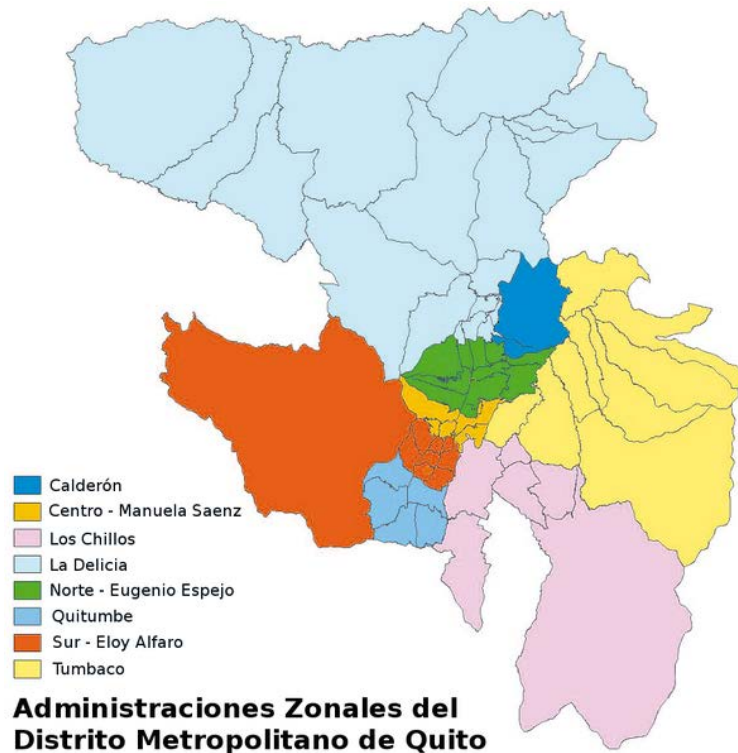 Calderón
Centro - Manuela Saenz
Los Chillos
La Delicia
Norte - Eugenio Espejo
Quitumbe
Sur - Eloy Alfaro
Tumbaco
Administraciones Zonales del
Distrito Metropolitano de Quito